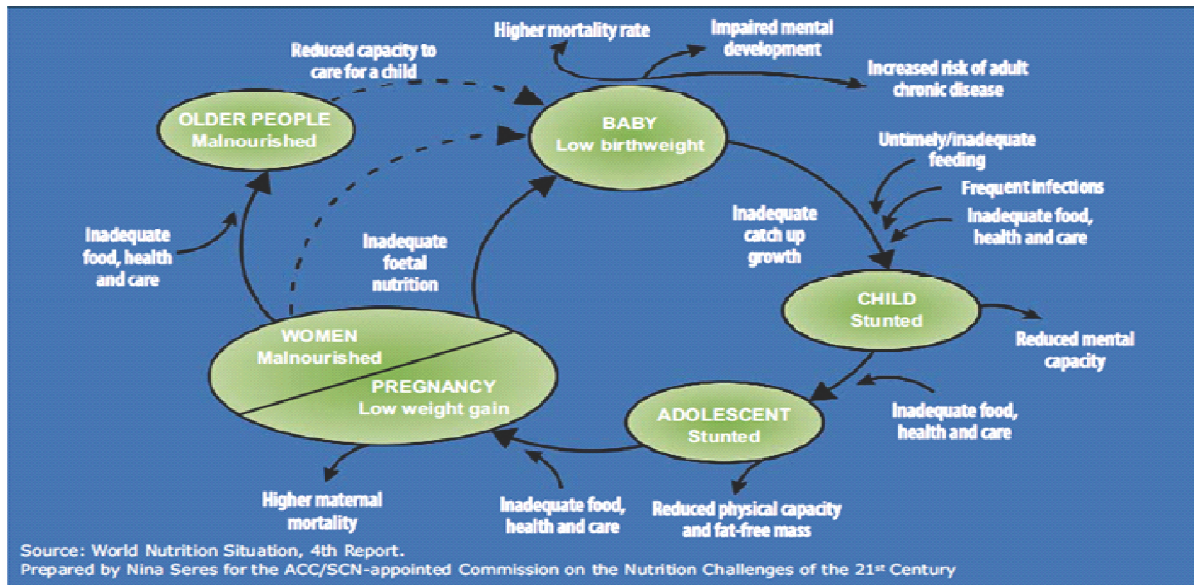 Higher mortality rate
Impaired mental
development
Reduced capacity to
care for a child
Increased risk of adult
chronic disease
OLDER PEOPLE
Malnourished
BABY
Low birthweight
Untimely/inadequate
feeding
Frequent infections
Inadequate food,
health and care
Inadequate
catch up
growth
Inadequate
food, health
and care
Inadequate
foetal
nutrition
CHILD
Stunted
Reduced mental
capacity
WOMEN
Malnourished
PREGNANCY
Low weight gain
ADOLESCENT
Stunted
Inadequate food,
health and care
Higher maternal
mortality
Inadequate food,
health and care
Reduced physical capacity
and fat-free mass
Source: World Nutrition Situation, 4th Report.
Prepared by Nina Seres for the ACC/SCN-appointed Commission on the Nutrition Challenges of the 21st Century